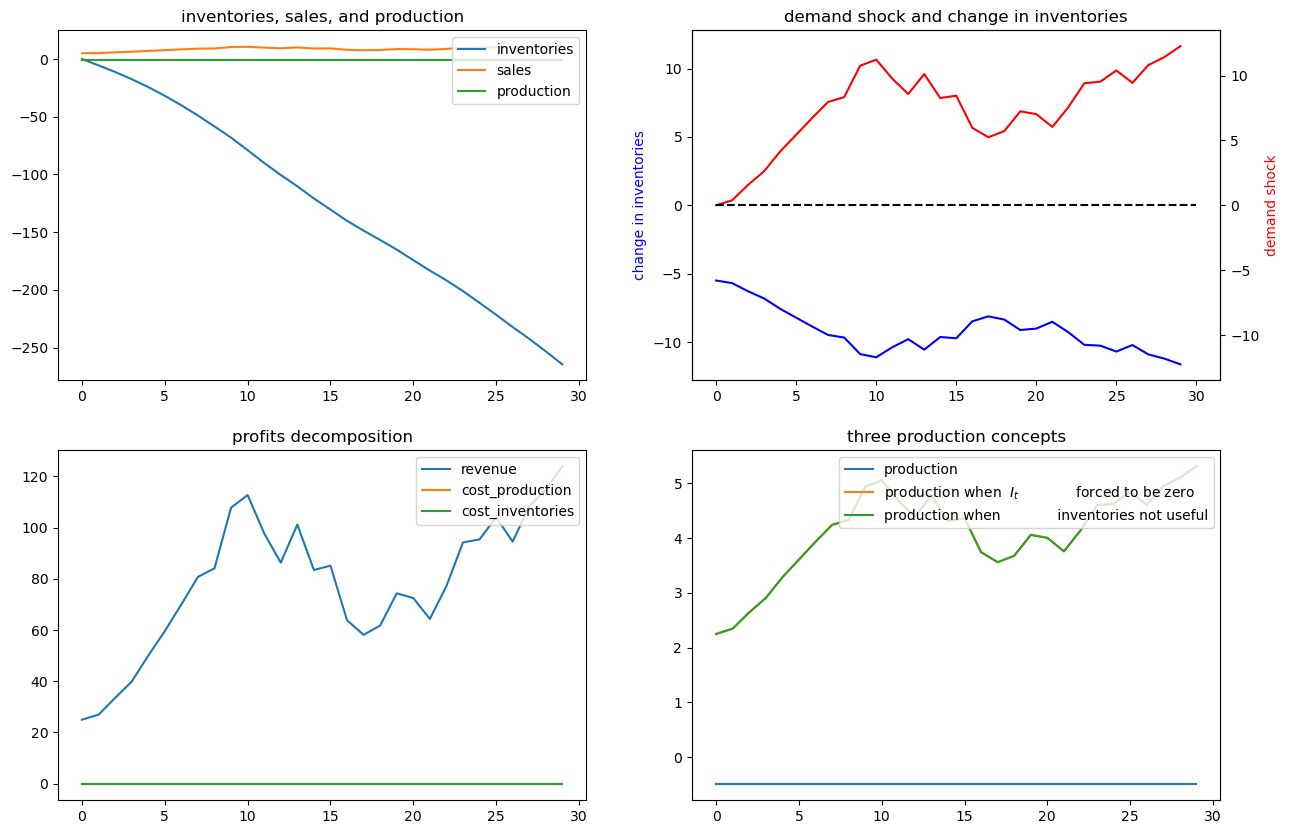 inventories, sales, and production
0
−50
−100
−150
−200
−250
0 5 10 15 20 25 30
inventories
sales
production
demand shock and change in inventories
change in inventories
10
5
0
−5
−10
10
5
0
−5
−10
demand shock
0 5 10 15 20 25 30
profits decomposition
120
100
80
60
40
20
0
0 5 10 15 20 25 30
revenue
cost_production
cost_inventories
three production concepts
5
4
3
2
1
0
0 5 10 15 20 25 30
production
production when I_t forced to be zero
production when inventories not useful